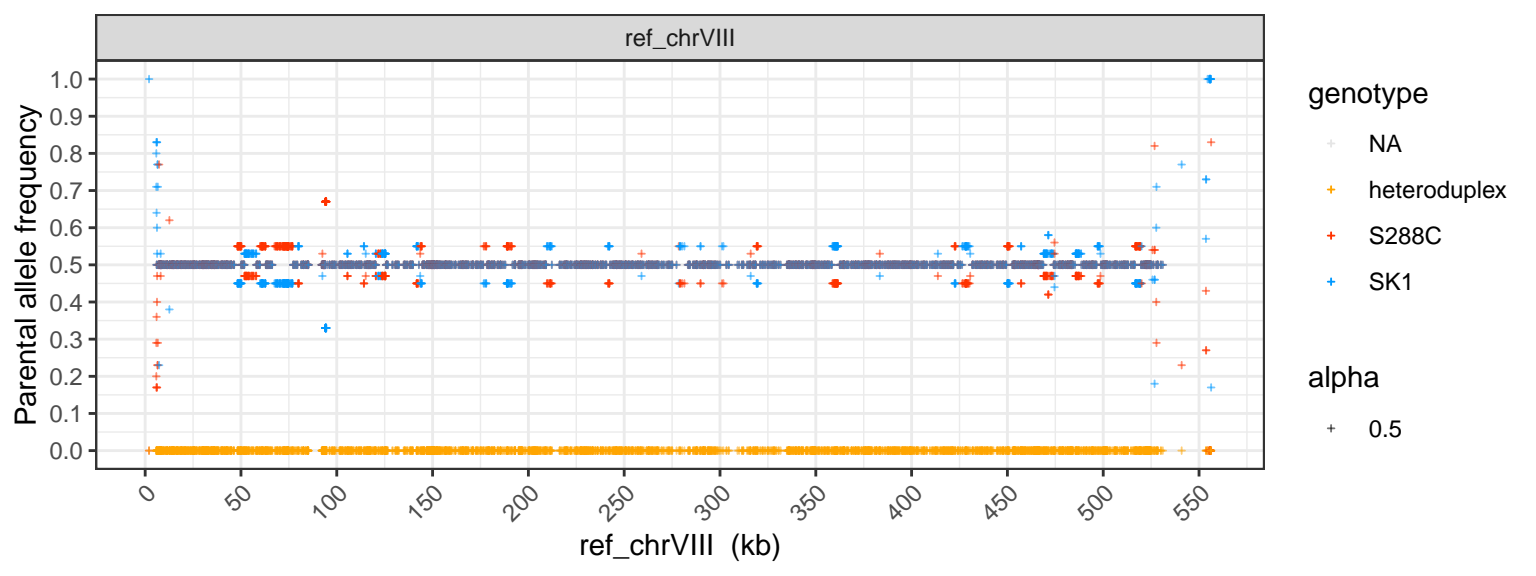 ref_chrVIII
Parental allele frequency
1.0
0.9
0.8
0.7
0.6
0.5
0.4
0.3
0.2
0.1
0.0
0
50
100
150
200
250
300
350
400
450
500
550
ref_chrVIII (kb)
genotype
NA
heteroduplex
S288C
SK1
alpha
0.5